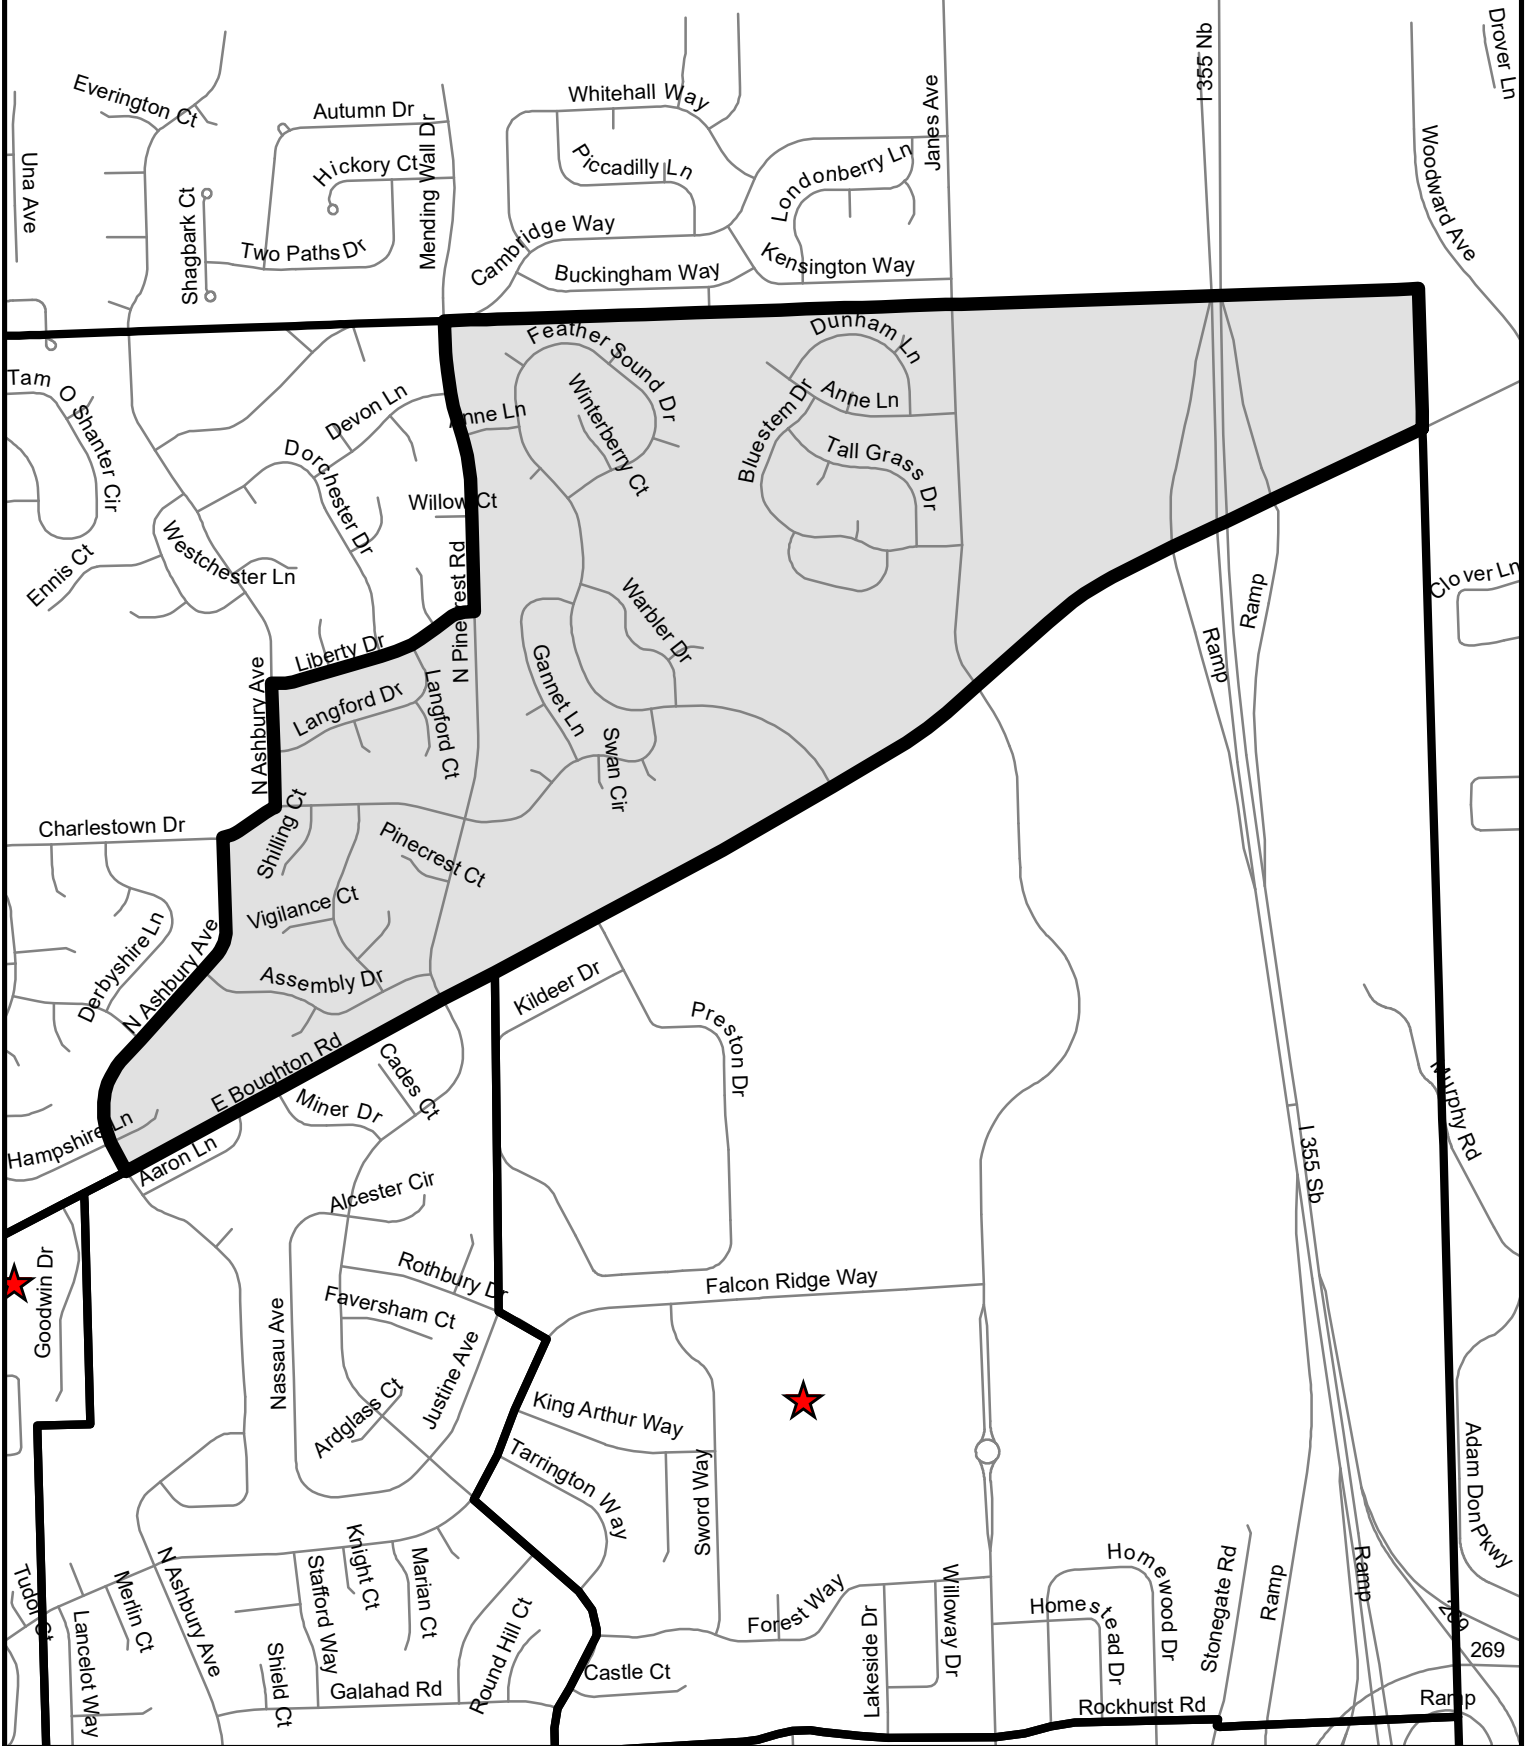 Drover Ln
I 355 Nb
Everington Ct
Autumn Dr
Whitehall Way
Janes Ave
Una Ave
Hickory Ct
Mending Wall Dr
Piccadilly Ln
Londonberry Ln
Woodward Ave
Shagbark Ct
Two Paths Dr
Cambridge Way
Buckingham Way
Kensington Way
Feather Sound Dr
Dunham Ln
Tam O Shanter Cir
Devon Ln
Anne Ln
Winterberry Ct
Bluestem Dr
Anne Ln
Dorchester Dr
Tall Grass Dr
Willow Ct
Westchester Ln
Ennis Ct
N Pinecrest Rd
Warbler Dr
Ramp
Clover Ln
Liberty Dr
Ramp
N Ashbury Ave
Langford Dr
Langford Ct
Gannet Ln
Swan Cir
Charlestown Dr
Shilling Ct
Pinecrest Ct
Vigilance Ct
Derbyshire Ln
N Ashbury Ave
Assembly Dr
Kildeer Dr
Preston Dr
E Boughton Rd
Cades Ct
Miner Dr
Murphy Rd
Hampshire Ln
Aaron Ln
I 355 Sb
Alcester Cir
Goodwin Dr
Rothbury Dr
Falcon Ridge Way
Faversham Ct
Nassau Ave
Justine Ave
Ardglass Ct
King Arthur Way
Tarrington Way
Sword Way
Adam Don Pkwy
Tudor Ct
Merlin Ct
N Ashbury Ave
Stafford Way
Knight Ct
Marian Ct
Homewood Dr
Willoway Dr
Stonegate Rd
Ramp
Ramp
Forest Way
Homestead Dr
269
269
Lancelot Way
Shield Ct
Round Hill Ct
Castle Ct
Lakeside Dr
Galahad Rd
Rockhurst Rd
Ramp